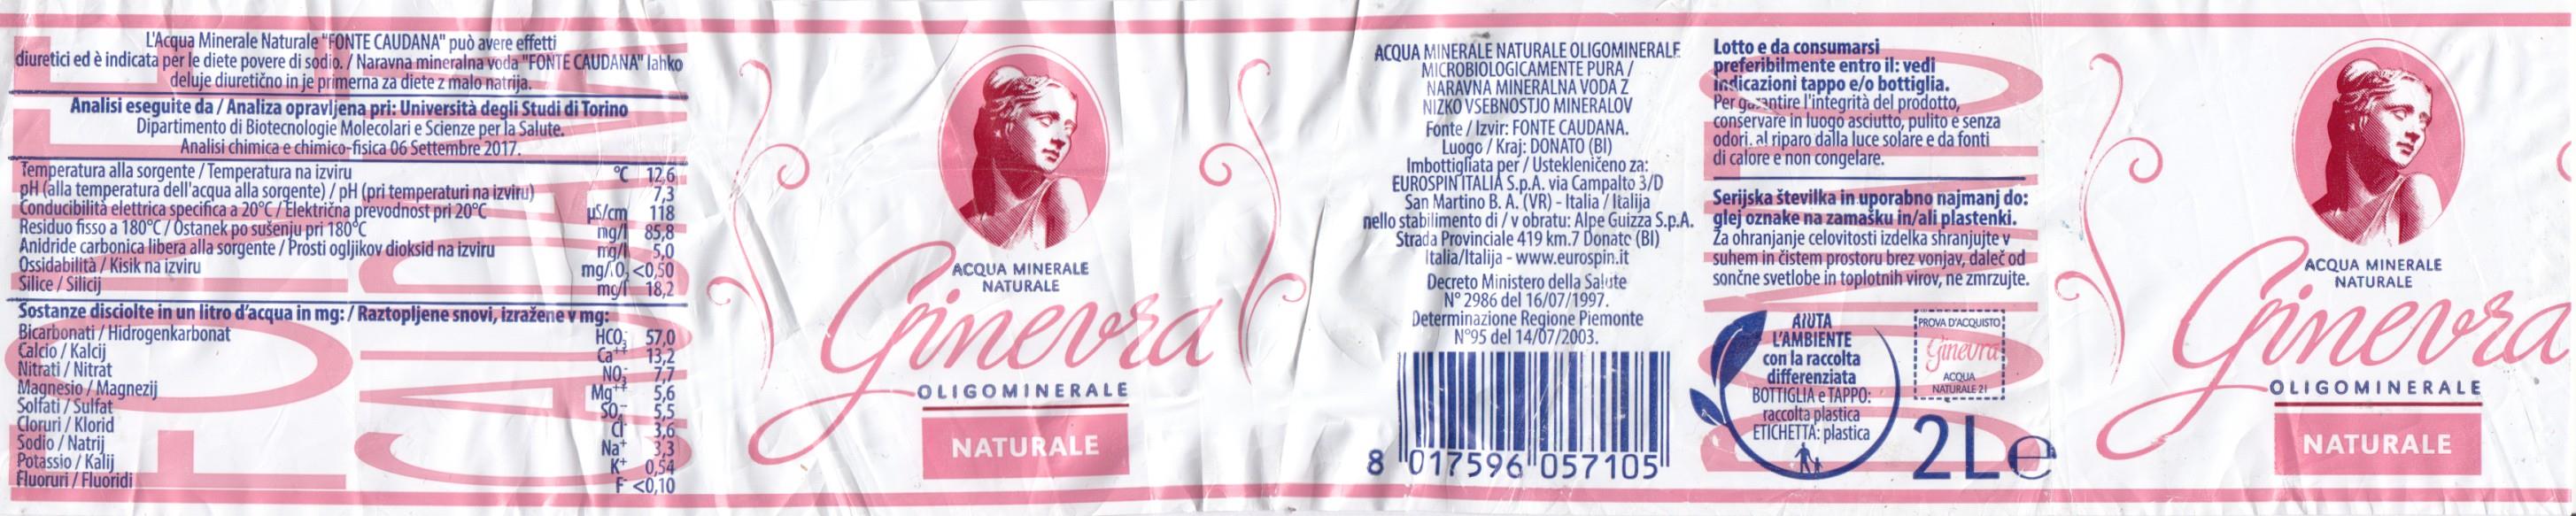 L'Acqua Minerale Naturale "FONTE CAUDANA" può avere effetti
diuretici ed è indicata per le diete povere di sodio. / Naravna mineralna voda "FONTE CAUDANA" lahko
deluje diuretično in je primerna za diete z malo natrija.
Analisi eseguite da / Analiza opravljena pri: Università degli Studi di Torino
Dipartimento di Biotecnologie Molecolari e Scienze per la Salute.
Analisi chimica e chimico-fisica 06 Settembre 2017.
Temperatura alla sorgente / Temperatura na izviru °C 12,6
pH (alla temperatura dell'acqua alla sorgente) / pH (pri temperaturi na izviru) 7,3
Conducibilità elettrica specifica a 20°C / Električna prevodnost pri 20°C µS/cm 118
Residuo fisso a 180°C / Ostanek po sušenju pri 180°C mg/l 85,8
Anidride carbonica libera alla sorgente / Prosti ogljikov dioksid na izviru mg/l 5,0
Ossidabilità / Kisik na izviru mg/l O₂ <0,50
Silice / Silicij mg/l 18,2
Sostanze disciolte in un litro d'acqua in mg: / Raztopljene snovi, izražene v mg:
Bicarbonati / Hidrogenkarbonat HCO₃⁻ 57,0
Calcio / Kalcij Ca⁺⁺ 13,2
Nitrati / Nitrat NO₃⁻ 7,7
Magnesio / Magnezij Mg⁺⁺ 5,6
Solfati / Sulfat SO₄⁻⁻ 5,5
Cloruri / Klorid Cl⁻ 3,6
Sodio / Natrij Na⁺ 3,3
Potassio / Kalij K⁺ 0,54
Fluoruri / Fluoridi F⁻ <0,10
FONTE
CAUDANA
ACQUA MINERALE
NATURALE
Ginevra
OLIGOMINERALE
NATURALE
ACQUA MINERALE NATURALE OLIGOMINERALE
MICROBIOLOGICAMENTE PURA /
NARAVNA MINERALNA VODA Z
NIZKO VSEBNOSTJO MINERALOV
Fonte / Izvir: FONTE CAUDANA.
Luogo / Kraj: DONATO (BI)
Imbottigliata per / Ustekleničeno za:
EUROSPIN ITALIA S.p.A. via Campalto 3/D
San Martino B. A. (VR) - Italia / Italija
nello stabilimento di / v obratu: Alpe Guizza S.p.A.
Strada Provinciale 419 km.7 Donato (BI)
Italia/Italija - www.eurospin.it
Decreto Ministero della Salute
N° 2986 del 16/07/1997.
Determinazione Regione Piemonte
N°95 del 14/07/2003.
8 017596 057105
Lotto e da consumarsi
preferibilmente entro il: vedi
indicazioni tappo e/o bottiglia.
Per garantire l'integrità del prodotto,
conservare in luogo asciutto, pulito e senza
odori, al riparo dalla luce solare e da fonti
di calore e non congelare.
Serijska številka in uporabno najmanj do:
glej oznake na zamašku in/ali plastenki.
Za ohranjanje celovitosti izdelka shranjujte v
suhem in čistem prostoru brez vonjav, daleč od
sončne svetlobe in toplotnih virov, ne zmrzujte.
DONATO
AIUTA
L'AMBIENTE
con la raccolta
differenziata
BOTTIGLIA e TAPPO:
raccolta plastica
ETICHETTA: plastica
PROVA D'ACQUISTO
Ginevra
ACQUA
NATURALE 2 l
2L e
ACQUA MINERALE
NATURALE
Ginevra
OLIGOMINERALE
NATURALE